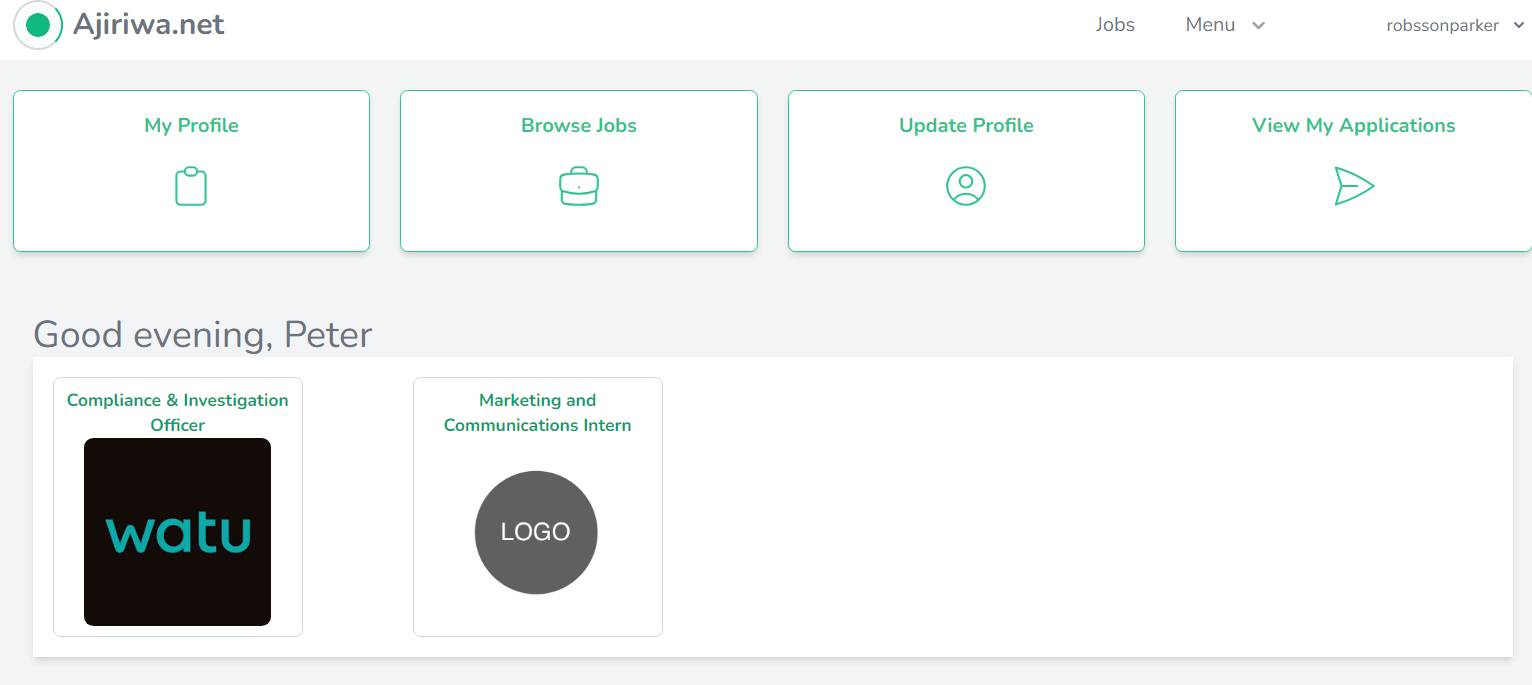 Ajiriwa.net
Jobs
Menu
robssonparker
My Profile
Browse Jobs
Update Profile
View My Applications
Good evening, Peter
Compliance & Investigation
Officer
watu
Marketing and
Communications Intern
LOGO